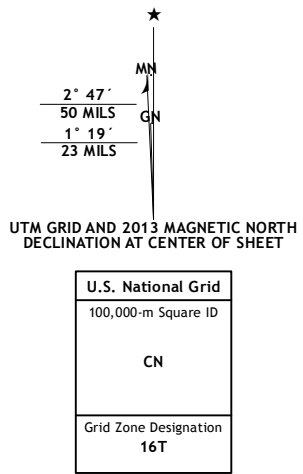 ★
MN
2° 47´
50 MILS
GN
1° 19´
23 MILS
UTM GRID AND 2013 MAGNETIC NORTH
DECLINATION AT CENTER OF SHEET
U.S. National Grid
100,000-m Square ID
CN
Grid Zone Designation
16T